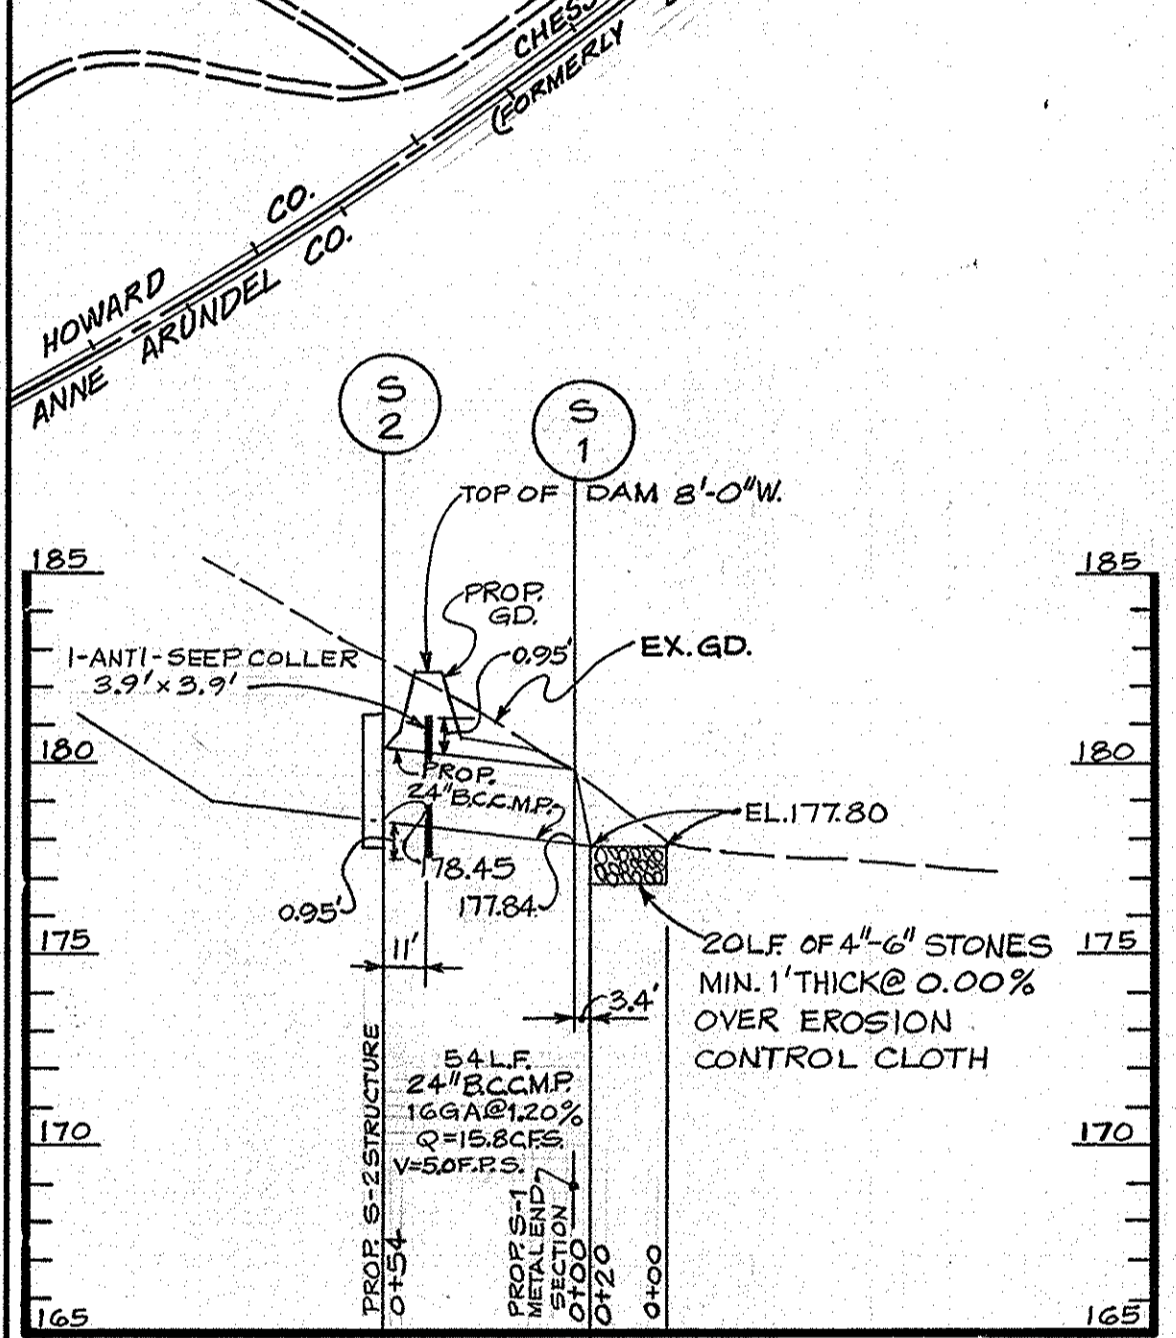 CHESS
(FORMERLY
HOWARD CO.
ANNE ARUNDEL CO.
S
2
S
1
TOP OF DAM 8'-0"W.
185
185
PROP.
GD.
1-ANTI-SEEP COLLER
3.9' x 3.9'
0.95'
EX. GD.
180
180
PROP.
24" B.C.C.M.P.
EL. 177.80
178.45
0.95'
177.84
175
175
11'
20 L.F. OF 4"-6" STONES
MIN. 1' THICK @ 0.00%
OVER EROSION
CONTROL CLOTH
3.4'
54 L.F.
24" B.C.C.M.P.
16GA @ 1.20%
Q=15.8 C.F.S.
V=5.0 F.P.S.
170
170
PROP. S-2 STRUCTURE
0+54
PROP. S-1
METAL END
SECTION
0+00
0+20
0+00
165
165